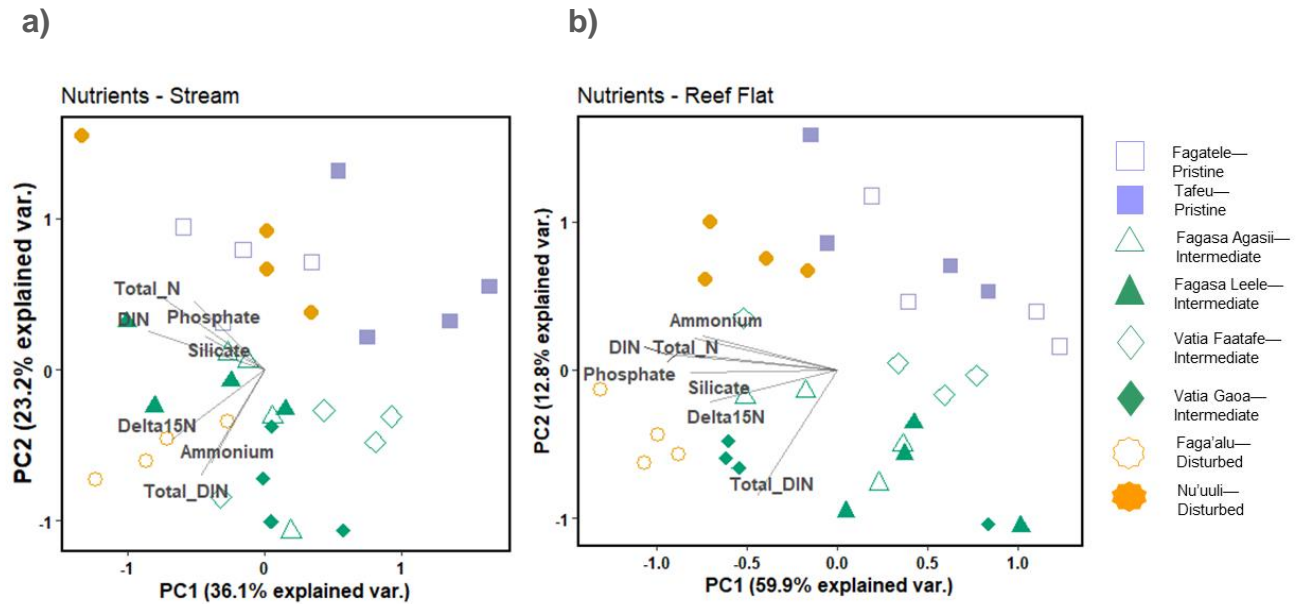 a)
b)
Nutrients - Stream
PC2 (23.2% explained var.)
1
0
-1
Total_N
DIN
Phosphate
Silicate
Delta15N
Ammonium
Total_DIN
-1
0
1
PC1 (36.1% explained var.)
Nutrients - Reef Flat
PC2 (12.8% explained var.)
1
0
-1
Ammonium
DIN
Total_N
Phosphate
Silicate
Delta15N
Total_DIN
-1.0
-0.5
0.0
0.5
1.0
PC1 (59.9% explained var.)
Fagatele—
Pristine
Tafeu—
Pristine
Fagasa Agasii—
Intermediate
Fagasa Leele—
Intermediate
Vatia Faatafe—
Intermediate
Vatia Gaoa—
Intermediate
Faga'alu—
Disturbed
Nu'uuli—
Disturbed